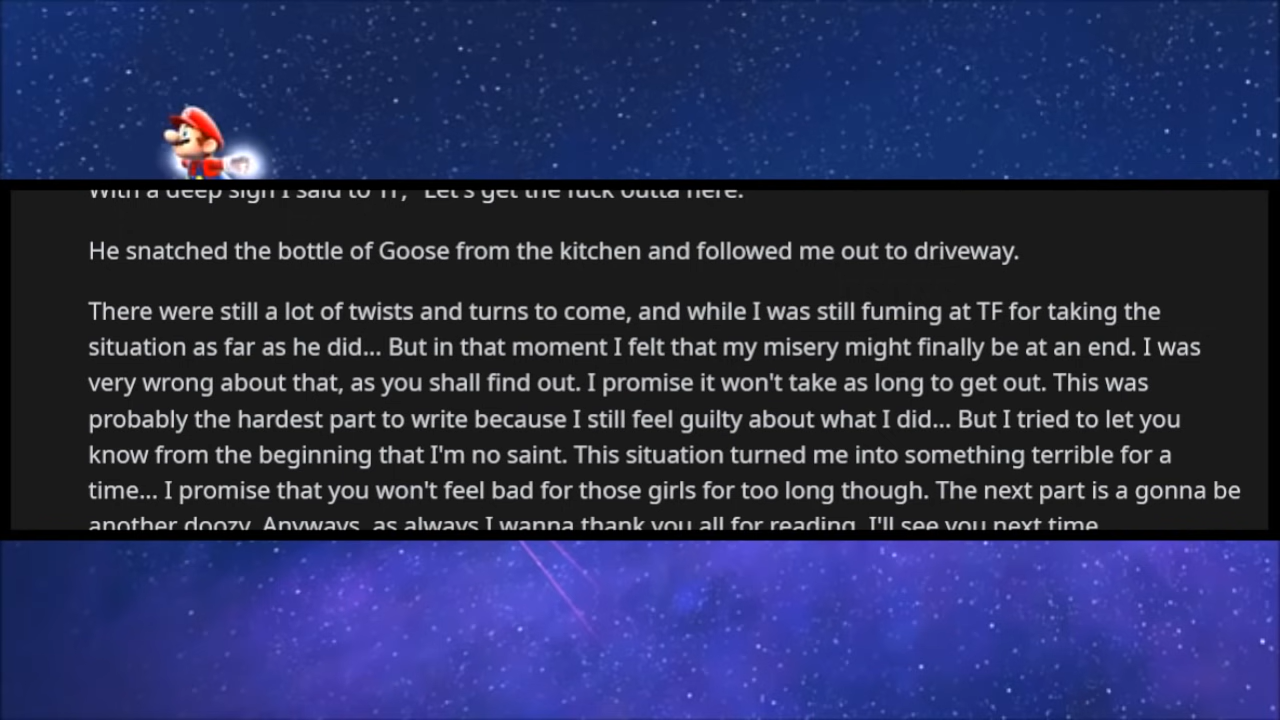 With a deep sigh I said to TF, "Let's get the fuck outta here."
He snatched the bottle of Goose from the kitchen and followed me out to driveway.
There were still a lot of twists and turns to come, and while I was still fuming at TF for taking the
situation as far as he did... But in that moment I felt that my misery might finally be at an end. I was
very wrong about that, as you shall find out. I promise it won't take as long to get out. This was
probably the hardest part to write because I still feel guilty about what I did... But I tried to let you
know from the beginning that I'm no saint. This situation turned me into something terrible for a
time... I promise that you won't feel bad for those girls for too long though. The next part is a gonna be
another doozy. Anyways, as always I wanna thank you all for reading. I'll see you next time.